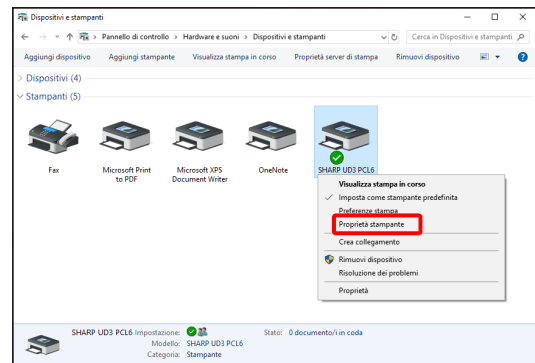 Dispositivi e stampanti
Pannello di controllo › Hardware e suoni › Dispositivi e stampanti
Cerca in Dispositivi e stampanti
Aggiungi dispositivo Aggiungi stampante Visualizza stampa in corso Proprietà server di stampa Rimuovi dispositivo
Dispositivi (4)
Stampanti (5)
Fax
Microsoft Print
to PDF
Microsoft XPS
Document Writer
OneNote
SHARP UD3 PCL6
Visualizza stampa in corso
Imposta come stampante predefinita
Preferenze stampa
Proprietà stampante
Crea collegamento
Rimuovi dispositivo
Risoluzione dei problemi
Proprietà
SHARP UD3 PCL6 Impostazione: Stato: 0 documento/i in coda
Modello: SHARP UD3 PCL6
Categoria: Stampante